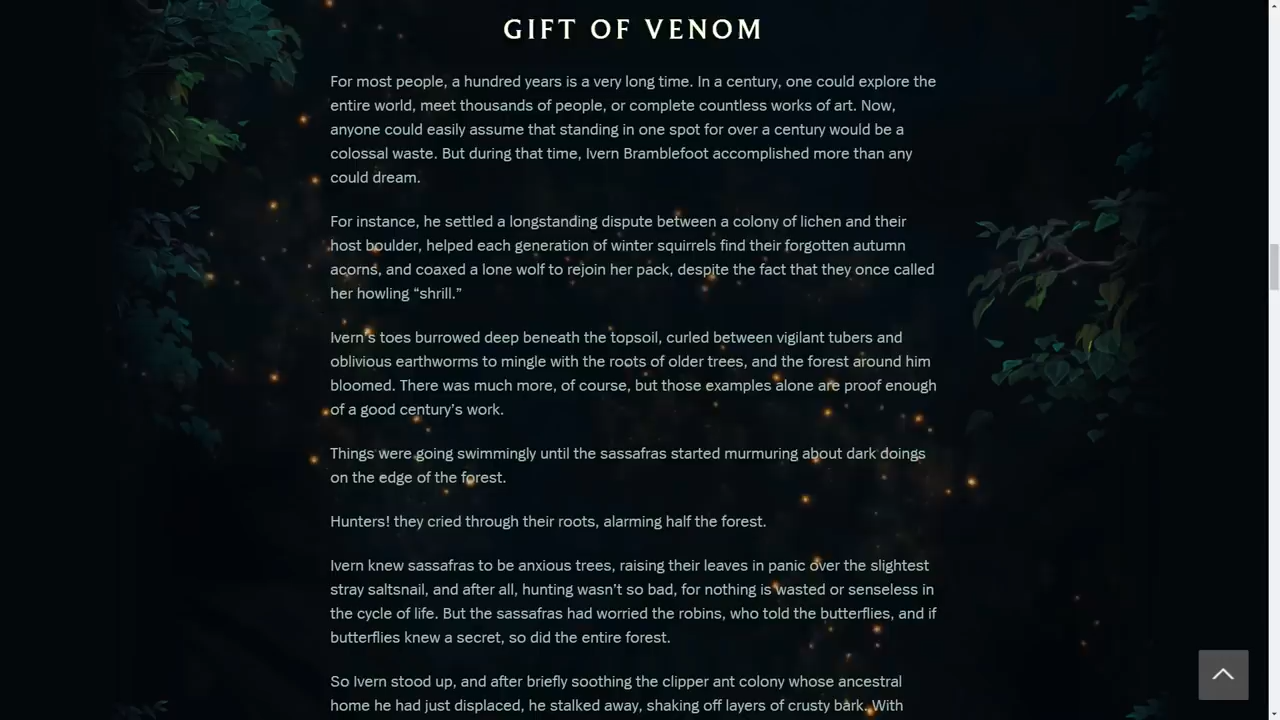 GIFT OF VENOM
For most people, a hundred years is a very long time. In a century, one could explore the
entire world, meet thousands of people, or complete countless works of art. Now,
anyone could easily assume that standing in one spot for over a century would be a
colossal waste. But during that time, Ivern Bramblefoot accomplished more than any
could dream.
For instance, he settled a longstanding dispute between a colony of lichen and their
host boulder, helped each generation of winter squirrels find their forgotten autumn
acorns, and coaxed a lone wolf to rejoin her pack, despite the fact that they once called
her howling “shrill.”
Ivern’s toes burrowed deep beneath the topsoil, curled between vigilant tubers and
oblivious earthworms to mingle with the roots of older trees, and the forest around him
bloomed. There was much more, of course, but those examples alone are proof enough
of a good century’s work.
Things were going swimmingly until the sassafras started murmuring about dark doings
on the edge of the forest.
Hunters! they cried through their roots, alarming half the forest.
Ivern knew sassafras to be anxious trees, raising their leaves in panic over the slightest
stray saltsnail, and after all, hunting wasn’t so bad, for nothing is wasted or senseless in
the cycle of life. But the sassafras had worried the robins, who told the butterflies, and if
butterflies knew a secret, so did the entire forest.
So Ivern stood up, and after briefly soothing the clipper ant colony whose ancestral
home he had just displaced, he stalked away, shaking off layers of crusty bark. With